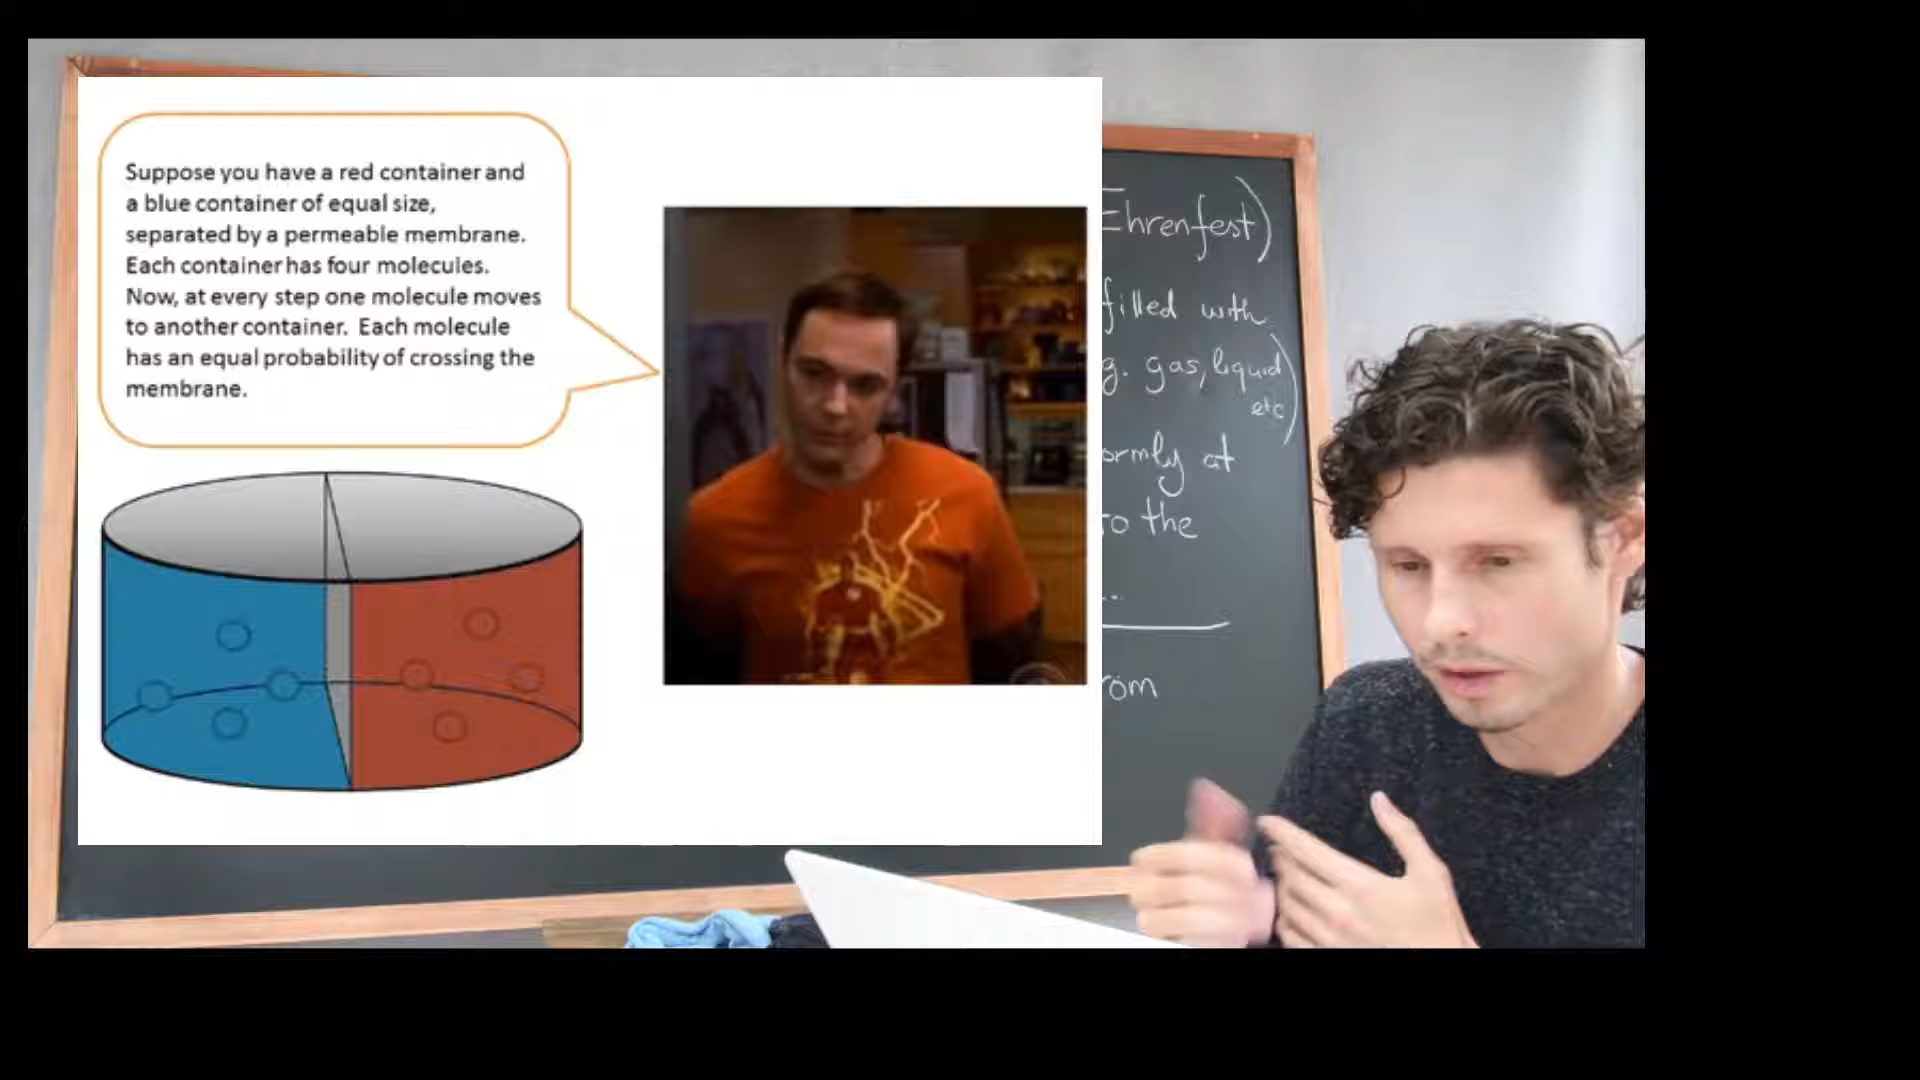 Suppose you have a red container and
a blue container of equal size,
separated by a permeable membrane.
Each container has four molecules.
Now, at every step one molecule moves
to another container. Each molecule
has an equal probability of crossing the
membrane.
Ehrenfest)
filled with
g. gas, liquid
etc)
ormly at
to the
...
rom